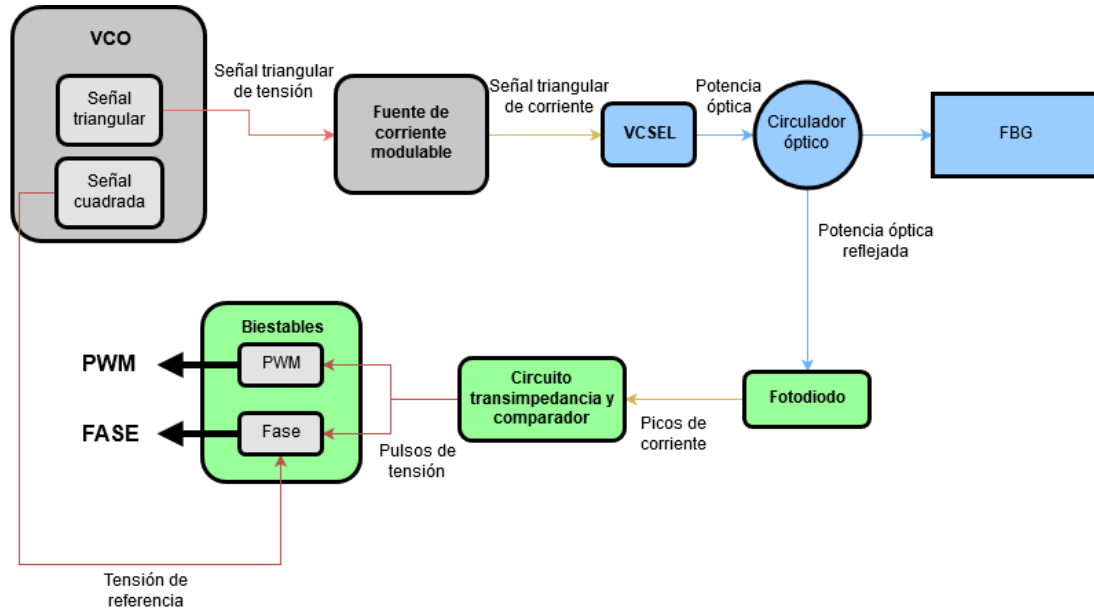 VCO
Señal
triangular
Señal
cuadrada
Señal triangular
de tensión
Fuente de
corriente
modulable
Señal triangular
de corriente
VCSEL
Potencia
óptica
Circulador
óptico
FBG
Potencia óptica
reflejada
Biestables
PWM
Fase
PWM
FASE
Circuito
transimpedancia y
comparador
Fotodiodo
Picos de
corriente
Pulsos de
tensión
Tensión de
referencia